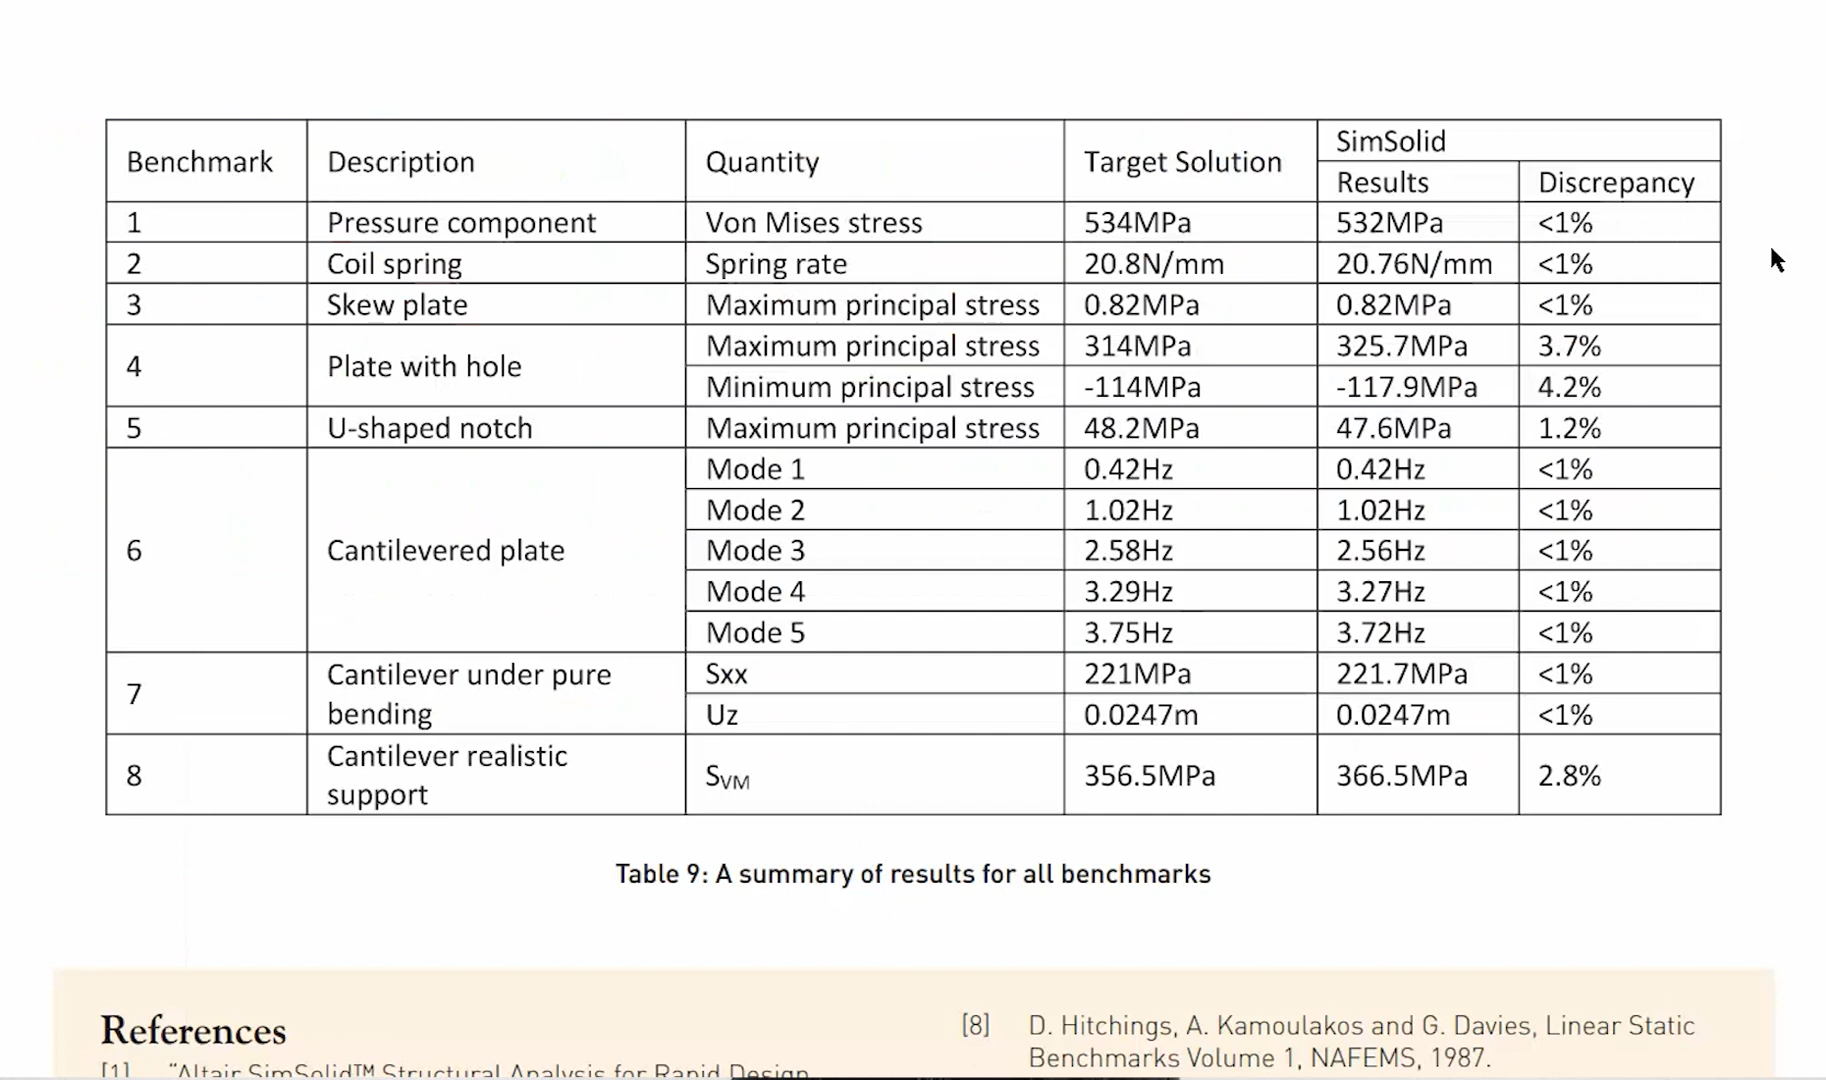 Benchmark Description Quantity Target Solution SimSolid
Results Discrepancy
1 Pressure component Von Mises stress 534MPa 532MPa <1%
2 Coil spring Spring rate 20.8N/mm 20.76N/mm <1%
3 Skew plate Maximum principal stress 0.82MPa 0.82MPa <1%
4 Plate with hole Maximum principal stress 314MPa 325.7MPa 3.7%
Minimum principal stress -114MPa -117.9MPa 4.2%
5 U-shaped notch Maximum principal stress 48.2MPa 47.6MPa 1.2%
6 Cantilevered plate Mode 1 0.42Hz 0.42Hz <1%
Mode 2 1.02Hz 1.02Hz <1%
Mode 3 2.58Hz 2.56Hz <1%
Mode 4 3.29Hz 3.27Hz <1%
Mode 5 3.75Hz 3.72Hz <1%
7 Cantilever under pure bending Sxx 221MPa 221.7MPa <1%
Uz 0.0247m 0.0247m <1%
8 Cantilever realistic support SVM 356.5MPa 366.5MPa 2.8%
Table 9: A summary of results for all benchmarks
References
[1] "Altair SimSolid™ Structural Analysis for Rapid Design
[8] D. Hitchings, A. Kamoulakos and G. Davies, Linear Static
Benchmarks Volume 1, NAFEMS, 1987.